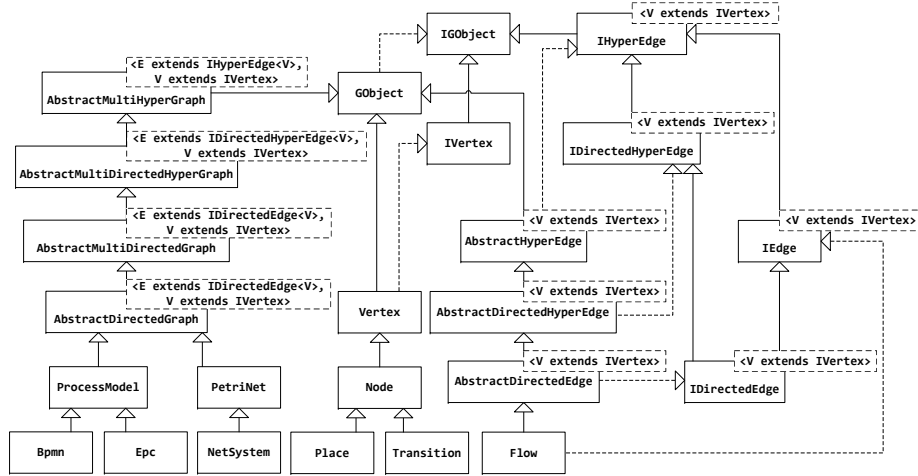 <V extends IVertex>
IGObject
IHyperEdge
<E extends IHyperEdge<V>,
V extends IVertex>
AbstractMultiHyperGraph
GObject
<V extends IVertex>
<E extends IDirectedHyperEdge<V>,
V extends IVertex>
IVertex
IDirectedHyperEdge
AbstractMultiDirectedHyperGraph
<E extends IDirectedEdge<V>,
V extends IVertex>
<V extends IVertex>
<V extends IVertex>
AbstractMultiDirectedGraph
AbstractHyperEdge
IEdge
<E extends IDirectedEdge<V>,
V extends IVertex>
<V extends IVertex>
AbstractDirectedGraph
Vertex
AbstractDirectedHyperEdge
<V extends IVertex>
<V extends IVertex>
ProcessModel
PetriNet
Node
AbstractDirectedEdge
IDirectedEdge
Bpmn
Epc
NetSystem
Place
Transition
Flow